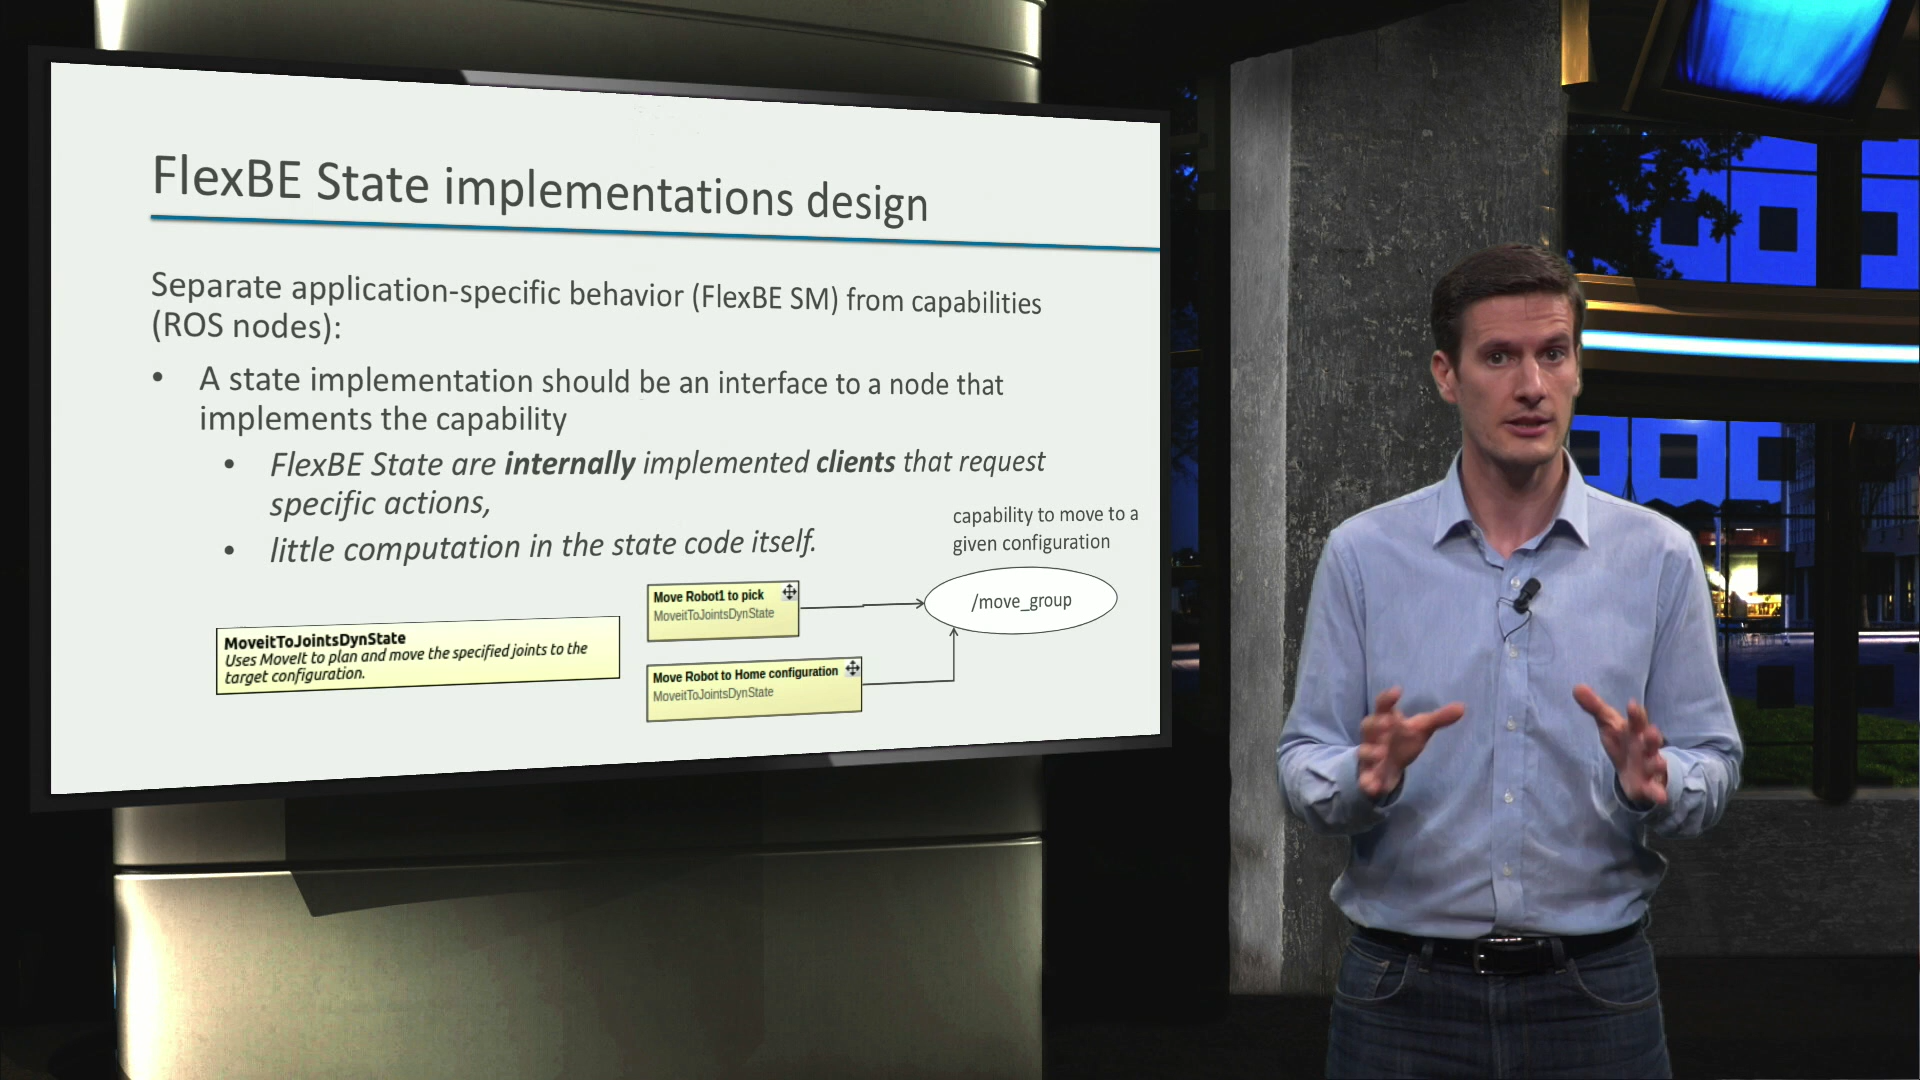 FlexBE State implementations design
Separate application-specific behavior (FlexBE SM) from capabilities
(ROS nodes):
• A state implementation should be an interface to a node that
implements the capability
• FlexBE State are internally implemented clients that request
specific actions,
• little computation in the state code itself.
capability to move to a
given configuration
Move Robot1 to pick
MoveitToJointsDynState
/move_group
MoveitToJointsDynState
Uses MoveIt to plan and move the specified joints to the
target configuration.
Move Robot to Home configuration
MoveitToJointsDynState